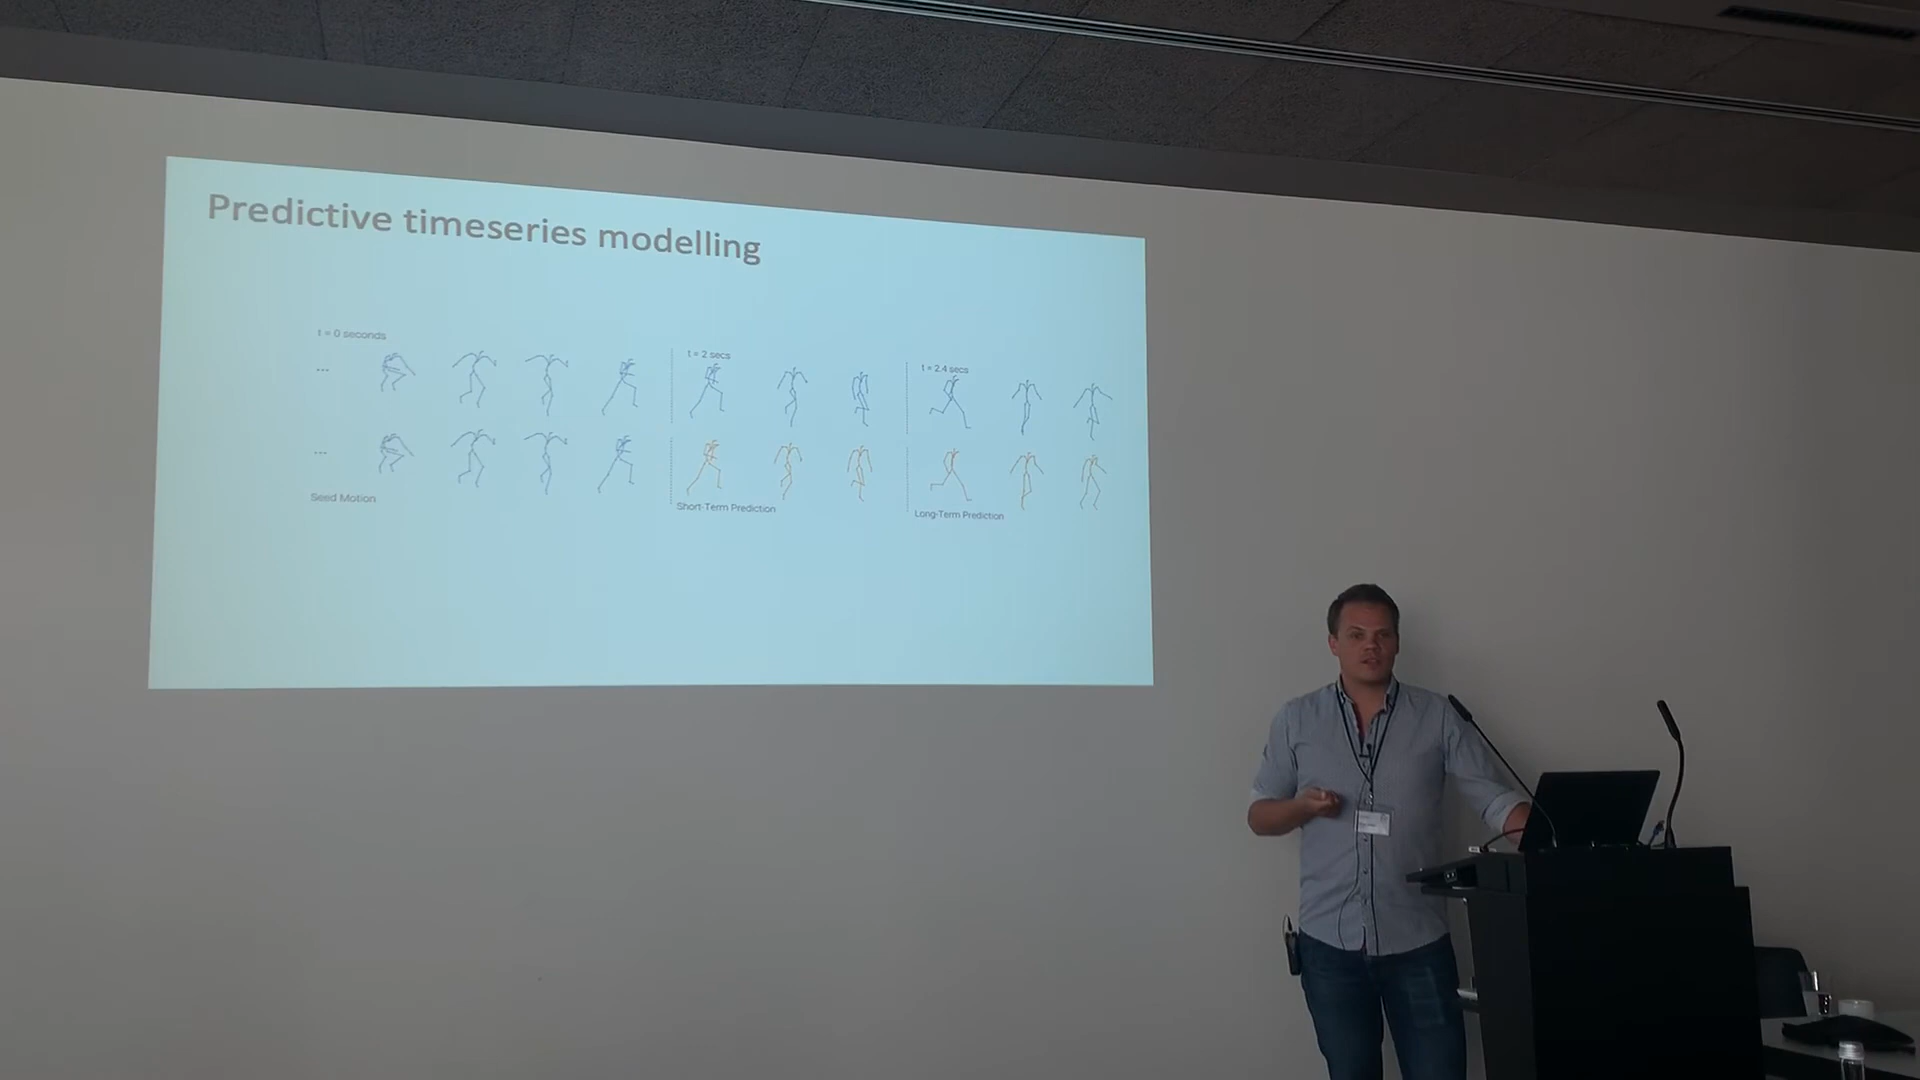 Predictive timeseries modelling
t = 0 seconds
t = 2 secs
t = 2.4 secs
...
...
Seed Motion
Short-Term Prediction
Long-Term Prediction